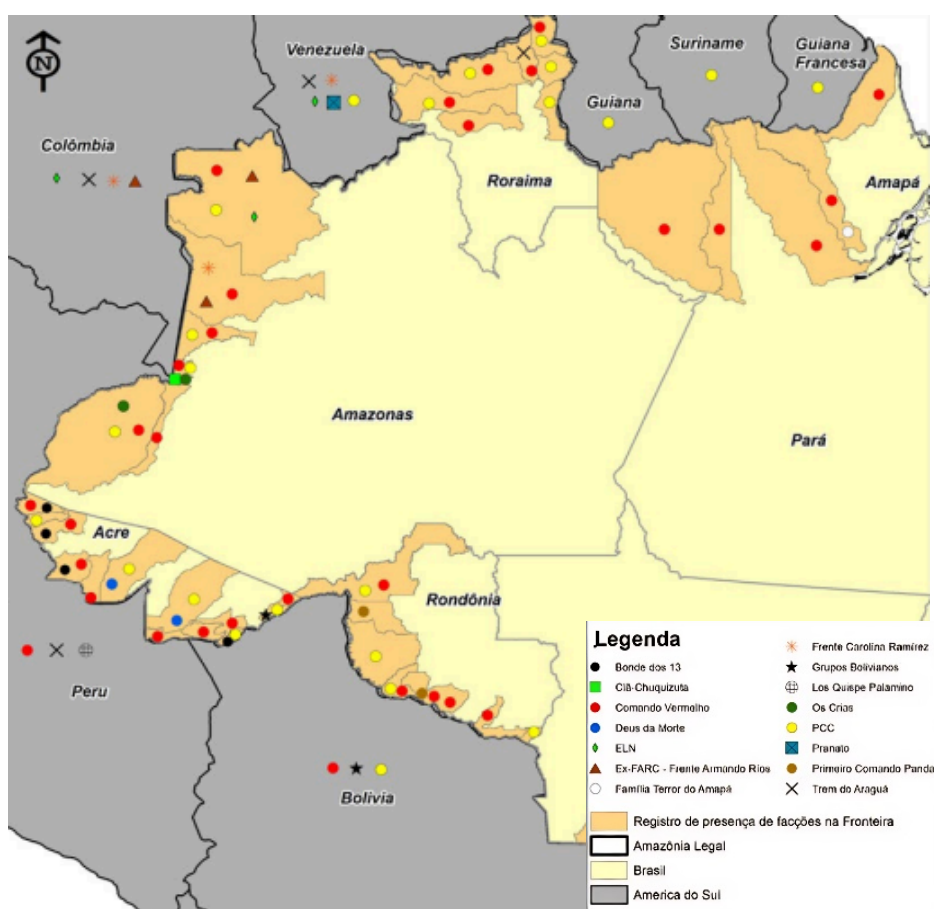 N
Venezuela
Suriname
Guiana
Francesa
Guiana
Colômbia
Roraima
Amapá
Amazonas
Pará
Acre
Rondônia
Peru
Bolivia
Legenda
Bonde dos 13
Clã-Chuquizuta
Comando Vermelho
Deus da Morte
ELN
Ex-FARC - Frente Armando Ríos
Família Terror do Amapá
Frente Carolina Ramírez
Grupos Bolivianos
Los Quispe Palamino
Os Crias
PCC
Pranato
Primeiro Comando Panda
Trem do Araguá
Registro de presença de facções na Fronteira
Amazônia Legal
Brasil
America do Sul